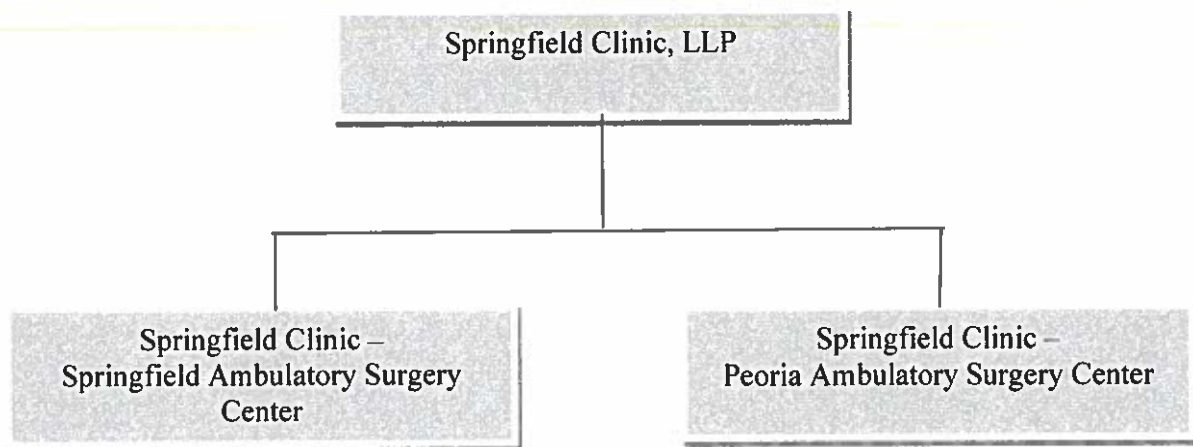 Springfield Clinic, LLP
Springfield Clinic –
Springfield Ambulatory Surgery
Center
Springfield Clinic –
Peoria Ambulatory Surgery Center